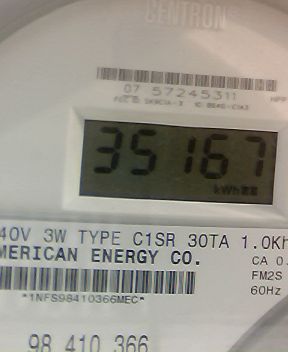 CENTRON®
07 57245311
35167
kWh
40V 3W TYPE C1SR 30TA 1.0Kh
MERICAN ENERGY CO.
CA 0.
FM2S
60Hz
*1NFS98410366MEC*
98 410 366